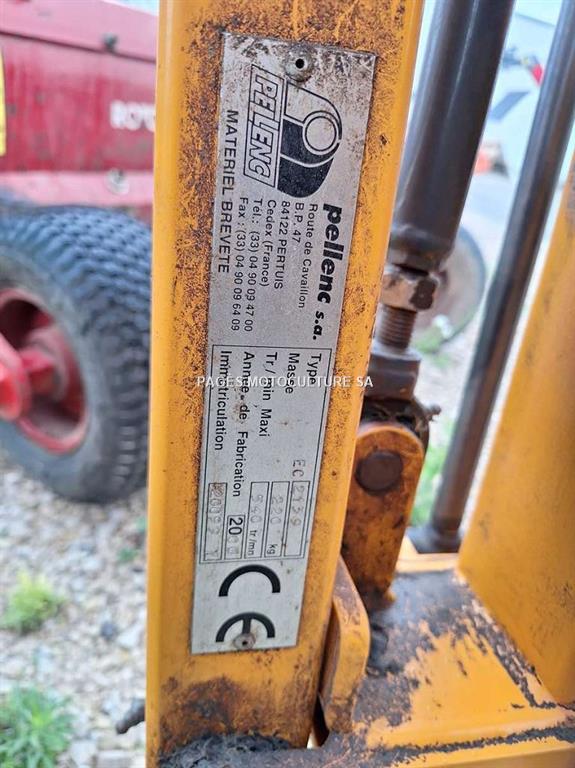 PELLENC
pellenc s.a.
Route de Cavaillon
B.P. 47
84122 PERTUIS
Cedex (France)
Tél.: (33) 04 90 09 47 00
Fax : (33) 04 90 09 64 09
MATERIEL BREVETE
Type
Masse 220 kg
Tr/min Maxi 540 tr/mn
Année de Fabrication
Immatriculation
CE
PAGES MOTOCULTURE SA